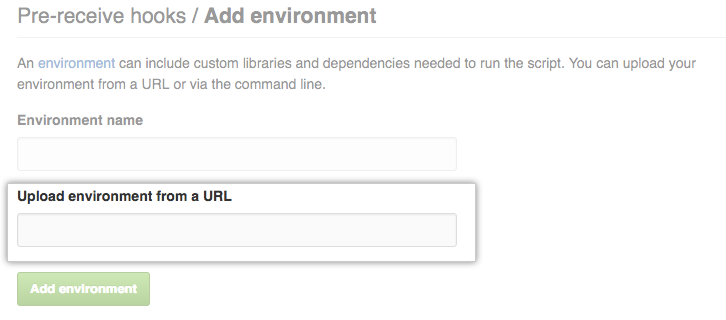 Pre-receive hooks / Add environment
An environment can include custom libraries and dependencies needed to run the script. You can upload your
environment from a URL or via the command line.
Environment name
Upload environment from a URL
Add environment